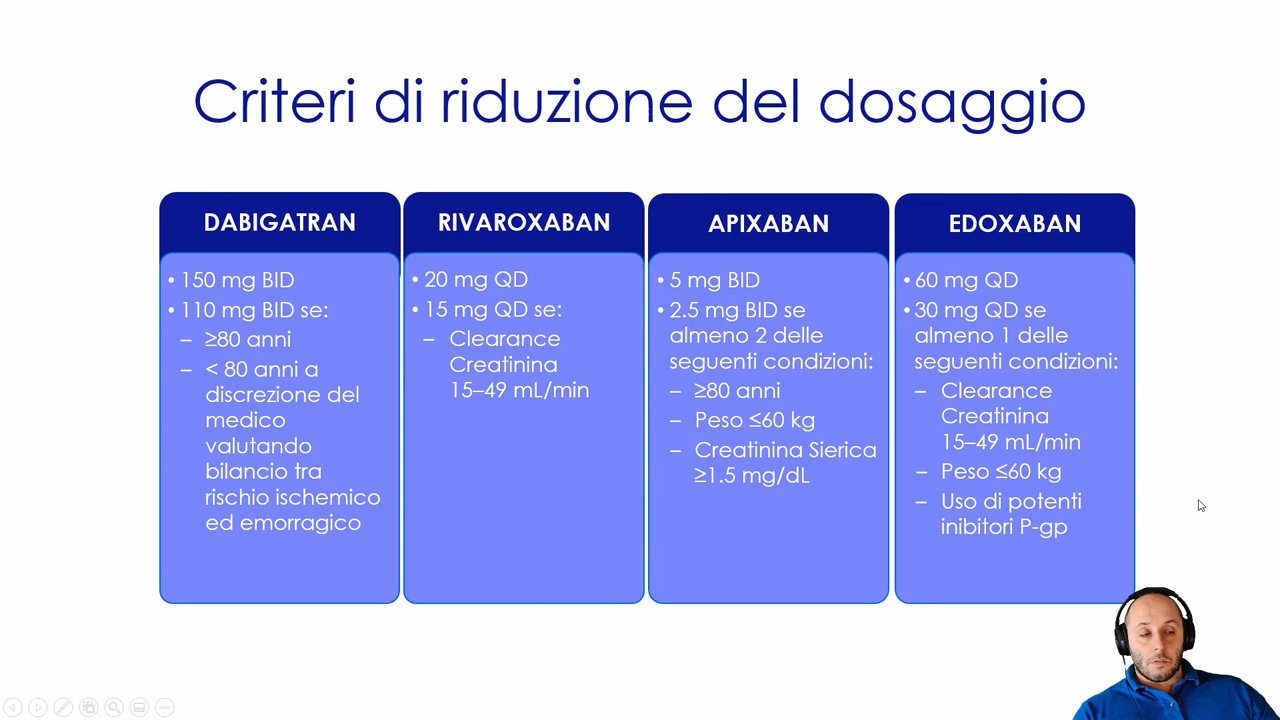 Criteri di riduzione del dosaggio
DABIGATRAN
• 150 mg BID
• 110 mg BID se:
– ≥80 anni
– < 80 anni a
discrezione del
medico
valutando
bilancio tra
rischio ischemico
ed emorragico
RIVAROXABAN
• 20 mg QD
• 15 mg QD se:
– Clearance
Creatinina
15–49 mL/min
APIXABAN
• 5 mg BID
• 2.5 mg BID se
almeno 2 delle
seguenti condizioni:
– ≥80 anni
– Peso ≤60 kg
– Creatinina Sierica
≥1.5 mg/dL
EDOXABAN
• 60 mg QD
• 30 mg QD se
almeno 1 delle
seguenti condizioni:
– Clearance
Creatinina
15–49 mL/min
– Peso ≤60 kg
– Uso di potenti
inibitori P-gp